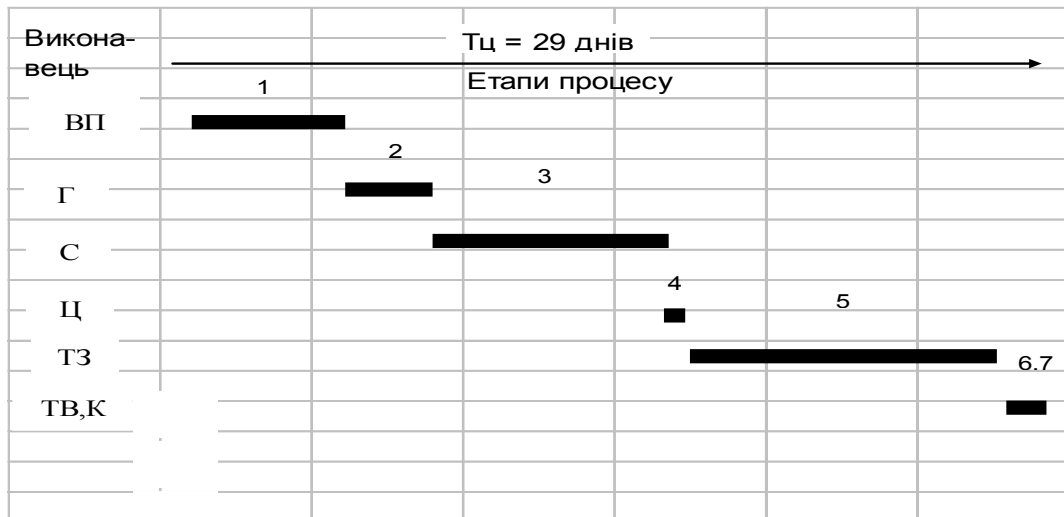 Викона-
вець
Тц = 29 днів
Етапи процесу
1
ВП
2
Г
3
С
4
Ц
5
ТЗ
6.7
ТВ,К